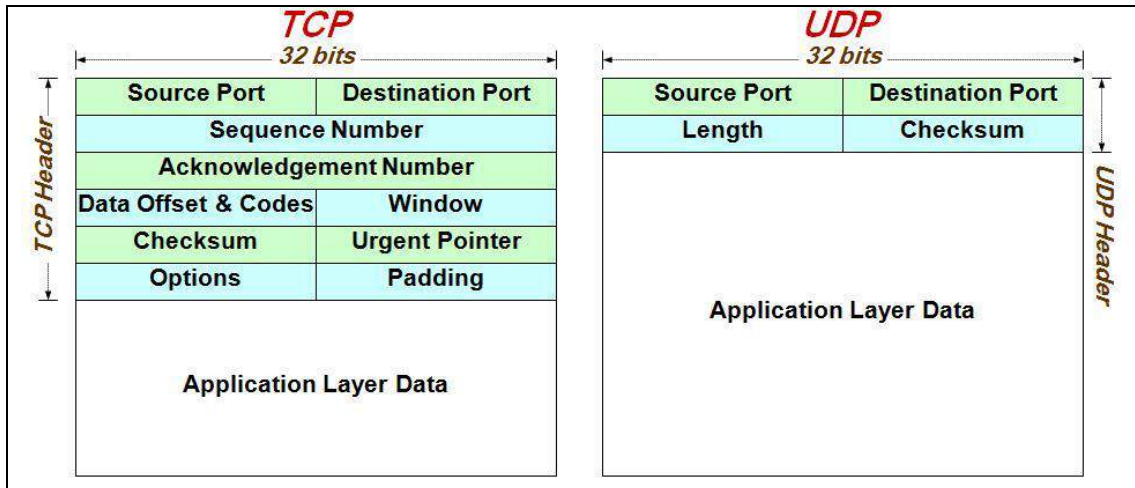 TCP
32 bits
TCP Header
Source Port
Destination Port
Sequence Number
Acknowledgement Number
Data Offset & Codes
Window
Checksum
Urgent Pointer
Options
Padding
Application Layer Data
UDP
32 bits
Source Port
Destination Port
Length
Checksum
UDP Header
Application Layer Data